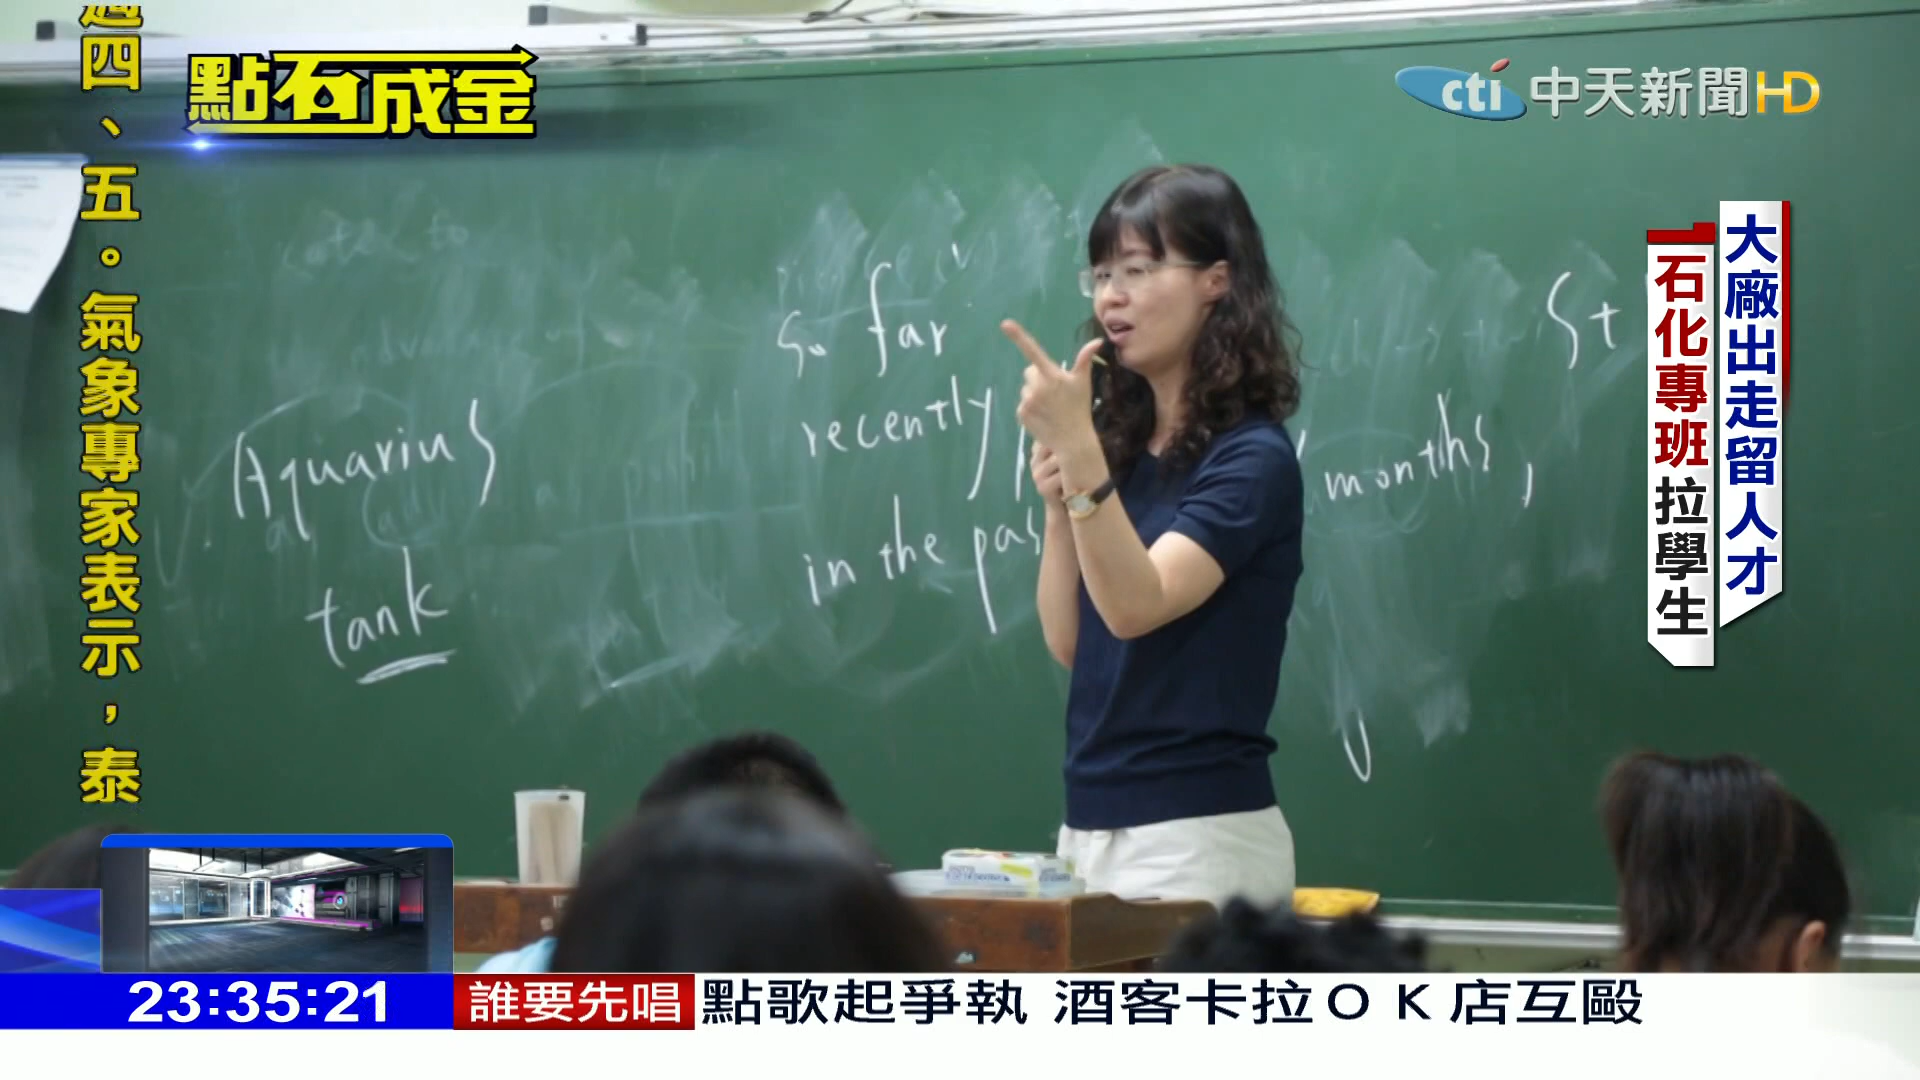 週四、五。氣象專家表示，泰
點石成金
cti 中天新聞HD
大廠出走留人才
石化專班拉學生
so far
recently
in the pas
months,
St
Aquarius
tank
23:35:21
誰要先唱 點歌起爭執 酒客卡拉ＯＫ店互毆